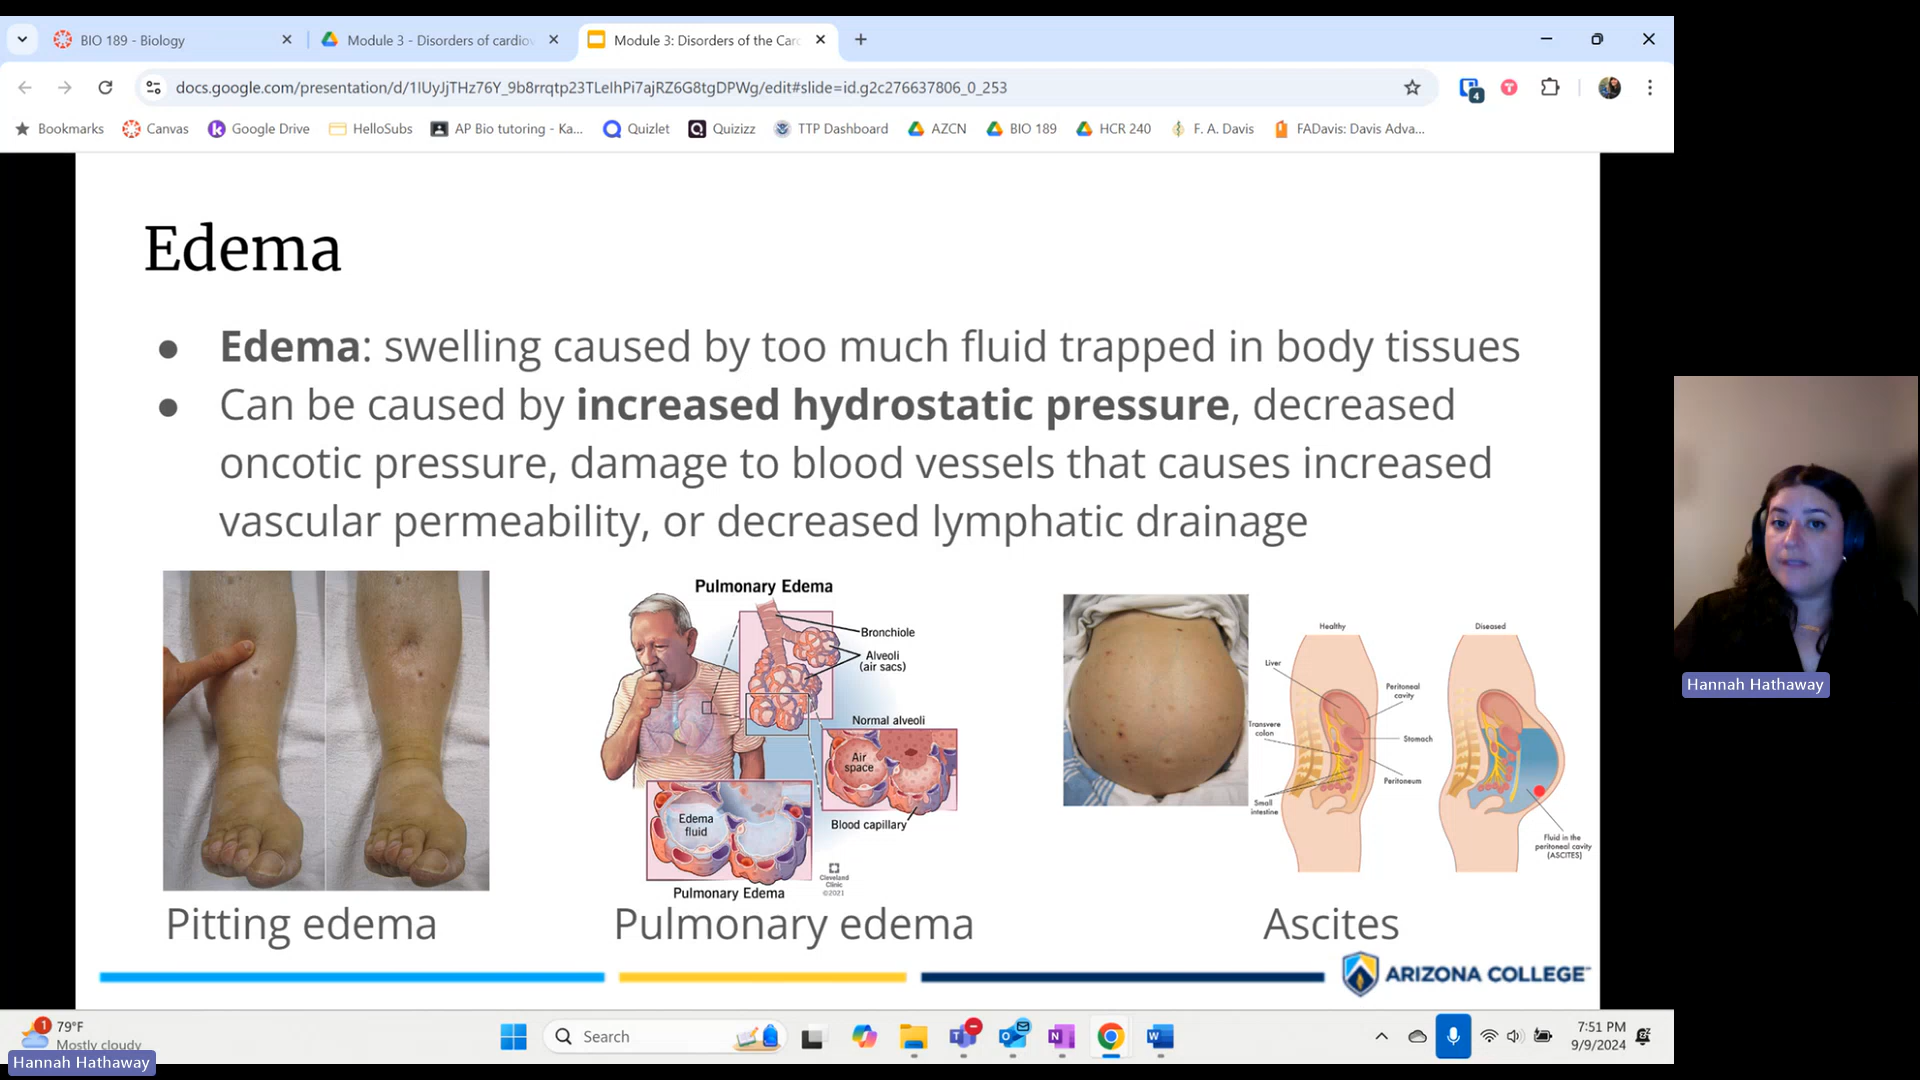 BIO 189 - Biology
Module 3 - Disorders of cardiov
Module 3: Disorders of the Card
docs.google.com/presentation/d/1IUyJjTHz76Y_9b8rrqtp23TLeIhPi7ajRZ6G8tgDPWg/edit#slide=id.g2c276637806_0_253
4
Bookmarks
Canvas
Google Drive
HelloSubs
AP Bio tutoring - Ka...
Quizlet
Quizizz
TTP Dashboard
AZCN
BIO 189
HCR 240
F. A. Davis
FADavis: Davis Adva...
Edema
● Edema: swelling caused by too much fluid trapped in body tissues
● Can be caused by increased hydrostatic pressure, decreased
oncotic pressure, damage to blood vessels that causes increased
vascular permeability, or decreased lymphatic drainage
Pulmonary Edema
Bronchiole
Alveoli
(air sacs)
Normal alveoli
Air
space
Edema
fluid
Blood capillary
Cleveland
Clinic
©2021
Pulmonary Edema
Healthy
Diseased
Liver
Peritoneal
cavity
Transvere
colon
Stomach
Peritoneum
Small
intestine
Fluid in the
peritoneal cavity
(ASCITES)
Pitting edema
Pulmonary edema
Ascites
ARIZONA COLLEGE
Hannah Hathaway
1
79°F
Mostly cloudy
Hannah Hathaway
Search
7:51 PM
9/9/2024